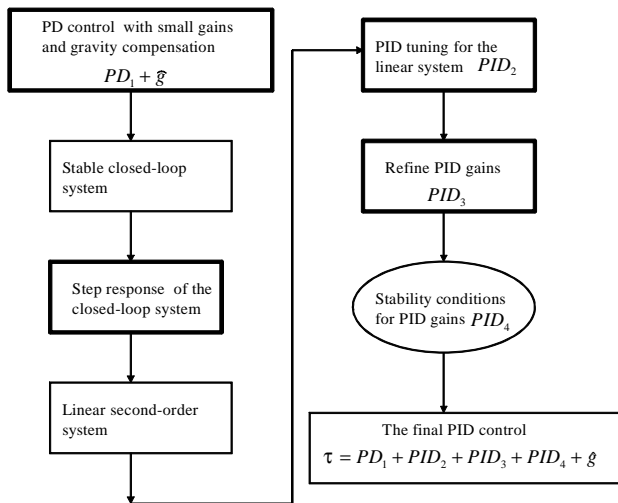 PD control with small gains
and gravity compensation
PD₁ + ĝ
Stable closed-loop
system
Step response of the
closed-loop system
Linear second-order
system
PID tuning for the
linear system PID₂
Refine PID gains
PID₃
Stability conditions
for PID gains PID₄
The final PID control
τ = PD₁ + PID₂ + PID₃ + PID₄ + ĝ